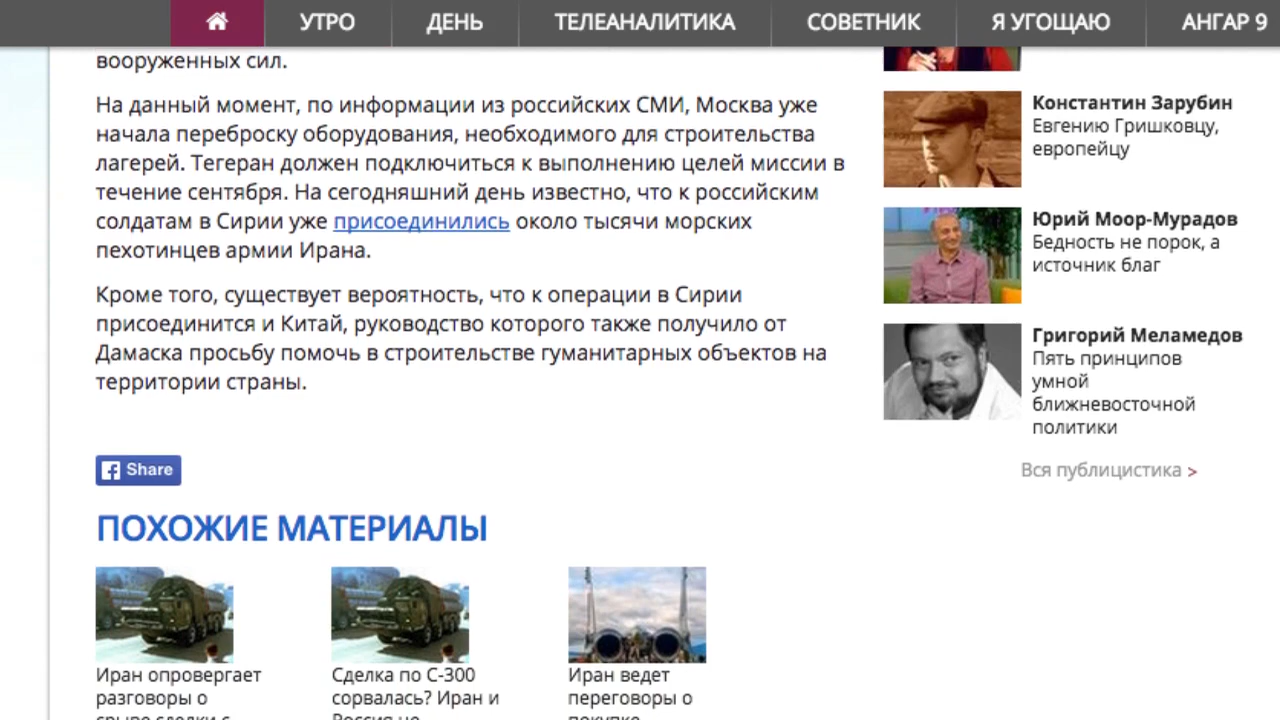 УТРО
ДЕНЬ
ТЕЛЕАНАЛИТИКА
СОВЕТНИК
Я УГОЩАЮ
АНГАР 9
вооруженных сил.
На данный момент, по информации из российских СМИ, Москва уже
начала переброску оборудования, необходимого для строительства
лагерей. Тегеран должен подключиться к выполнению целей миссии в
течение сентября. На сегодняшний день известно, что к российским
солдатам в Сирии уже присоединились около тысячи морских
пехотинцев армии Ирана.
Кроме того, существует вероятность, что к операции в Сирии
присоединится и Китай, руководство которого также получило от
Дамаска просьбу помочь в строительстве гуманитарных объектов на
территории страны.
Share
ПОХОЖИЕ МАТЕРИАЛЫ
Иран опровергает
разговоры о
срыве сделки с
Сделка по С-300
сорвалась? Иран и
Россия не
Иран ведет
переговоры о
покупке
Константин Зарубин
Евгению Гришковцу,
европейцу
Юрий Моор-Мурадов
Бедность не порок, а
источник благ
Григорий Меламедов
Пять принципов
умной
ближневосточной
политики
Вся публицистика >